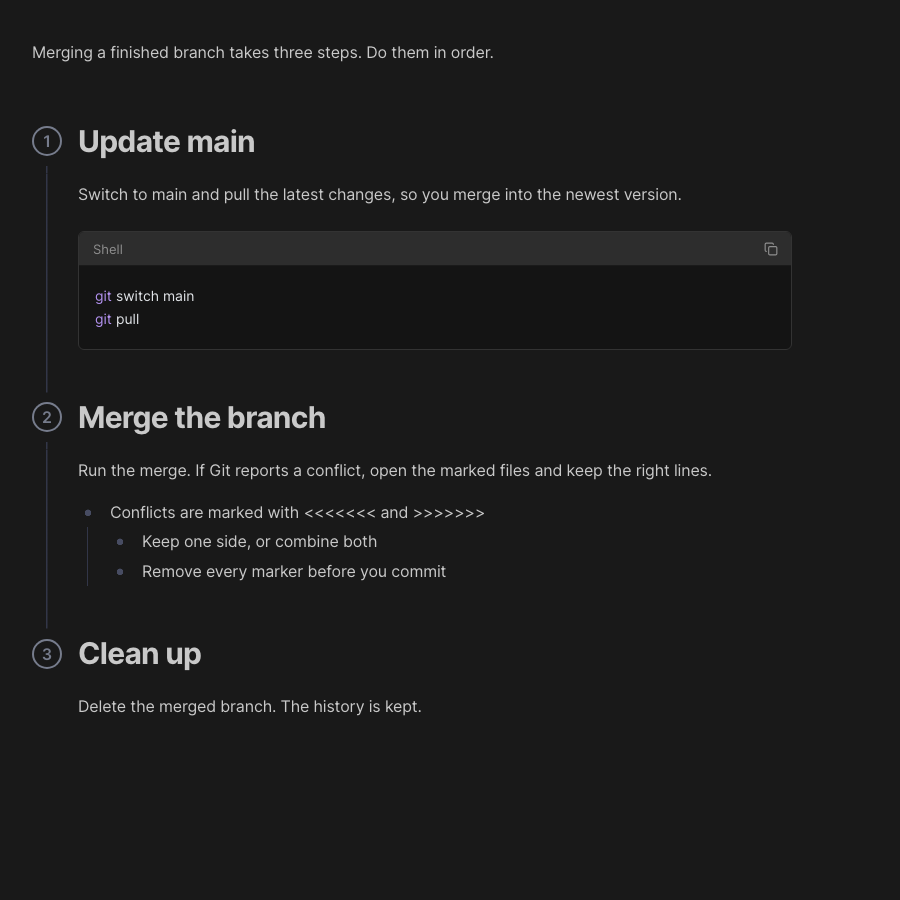 Merging a finished branch takes three steps. Do them in order.
1 Update main
Switch to main and pull the latest changes, so you merge into the newest version.
Shell
git switch main
git pull
2 Merge the branch
Run the merge. If Git reports a conflict, open the marked files and keep the right lines.
Conflicts are marked with <<<<<<< and >>>>>>>
Keep one side, or combine both
Remove every marker before you commit
3 Clean up
Delete the merged branch. The history is kept.